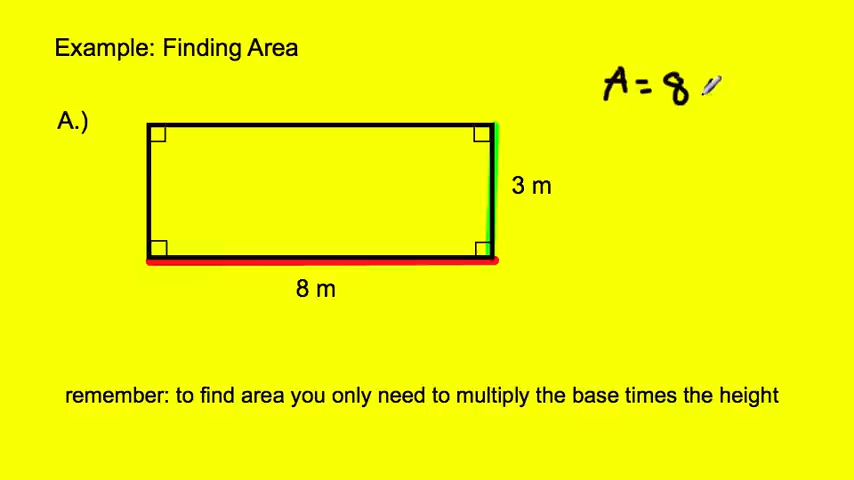 Example: Finding Area
A = 8
A.)
3 m
8 m
remember: to find area you only need to multiply the base times the height